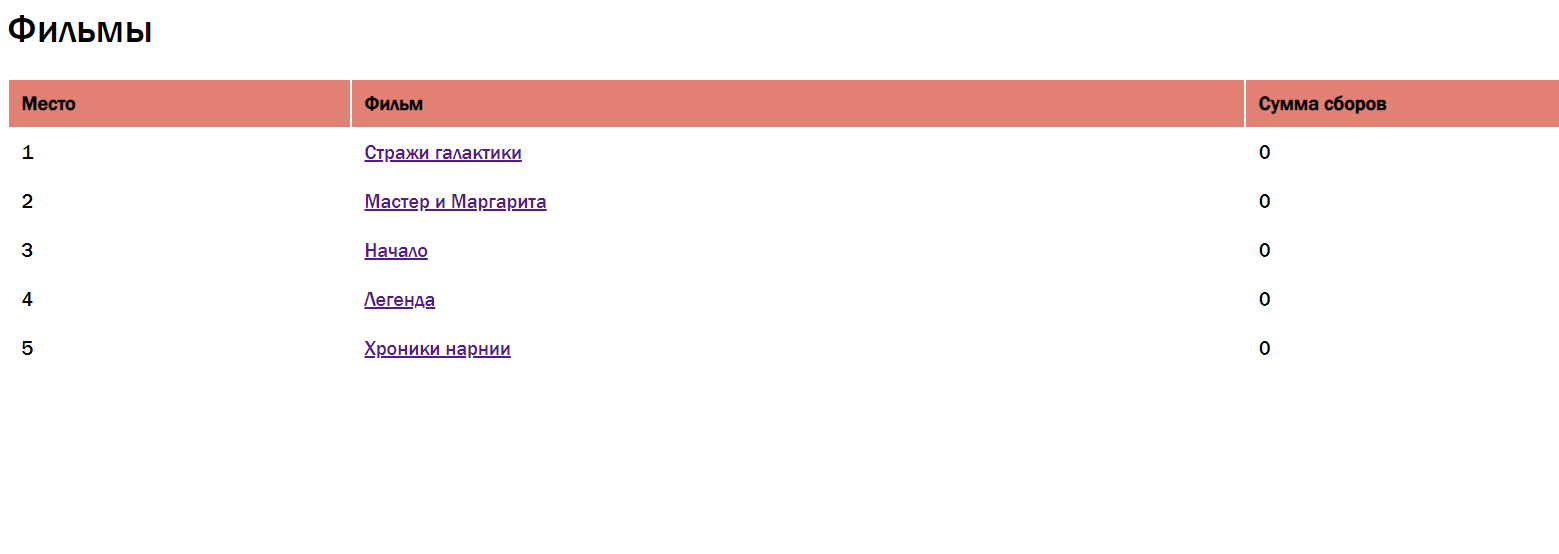 Фильмы
Место Фильм Сумма сборов
1 Стражи галактики 0
2 Мастер и Маргарита 0
3 Начало 0
4 Легенда 0
5 Хроники нарнии 0